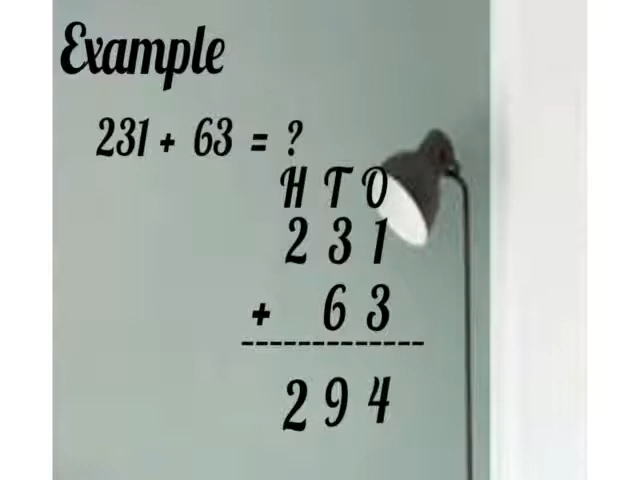 Example
231 + 63 = ?
H T O
2 3 1
+ 6 3
-------------
2 9 4